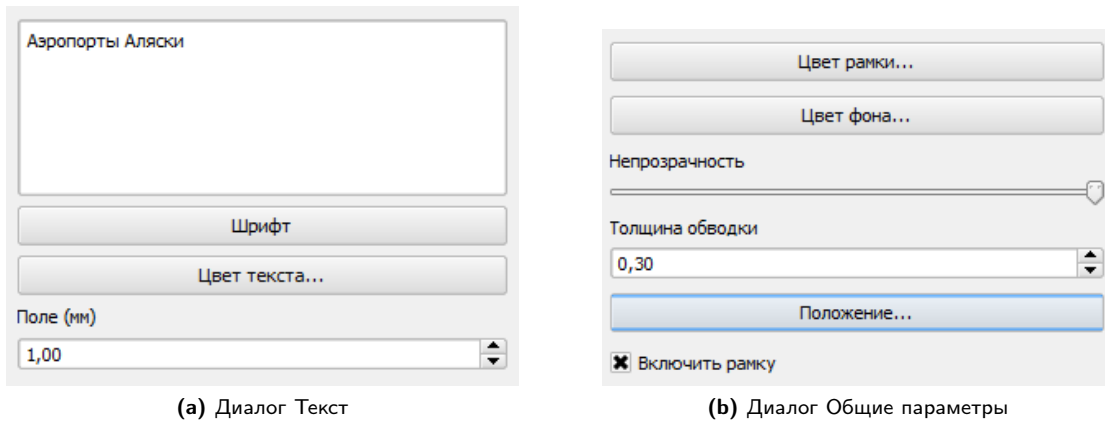 Аэропорты Аляски
Шрифт
Цвет текста...
Поле (мм)
1,00
(a) Диалог Текст
Цвет рамки...
Цвет фона...
Непрозрачность
Толщина обводки
0,30
Положение...
Включить рамку
(b) Диалог Общие параметры